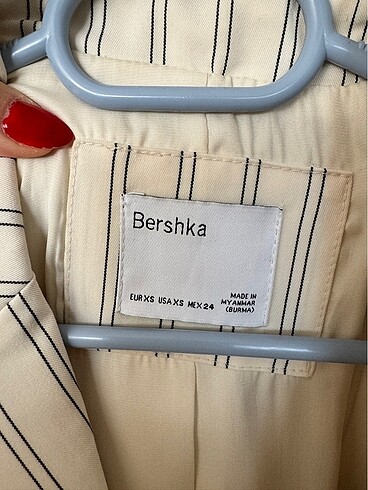 Bershka
EUR XS USA XS MEX 24
MADE IN
MYANMAR
(BURMA)